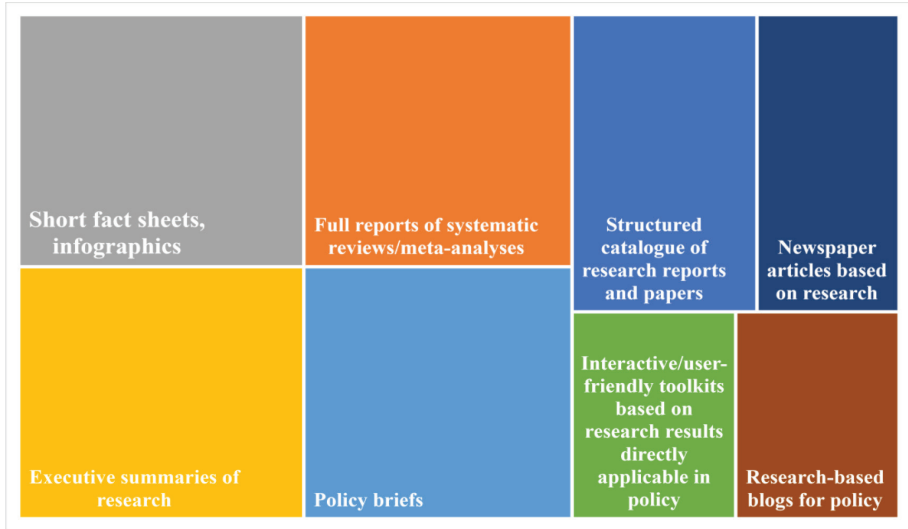 Short fact sheets,
infographics
Full reports of systematic
reviews/meta-analyses
Structured
catalogue of
research reports
and papers
Newspaper
articles based
on research
Executive summaries of
research
Policy briefs
Interactive/user-
friendly toolkits
based on
research results
directly
applicable in
policy
Research-based
blogs for policy